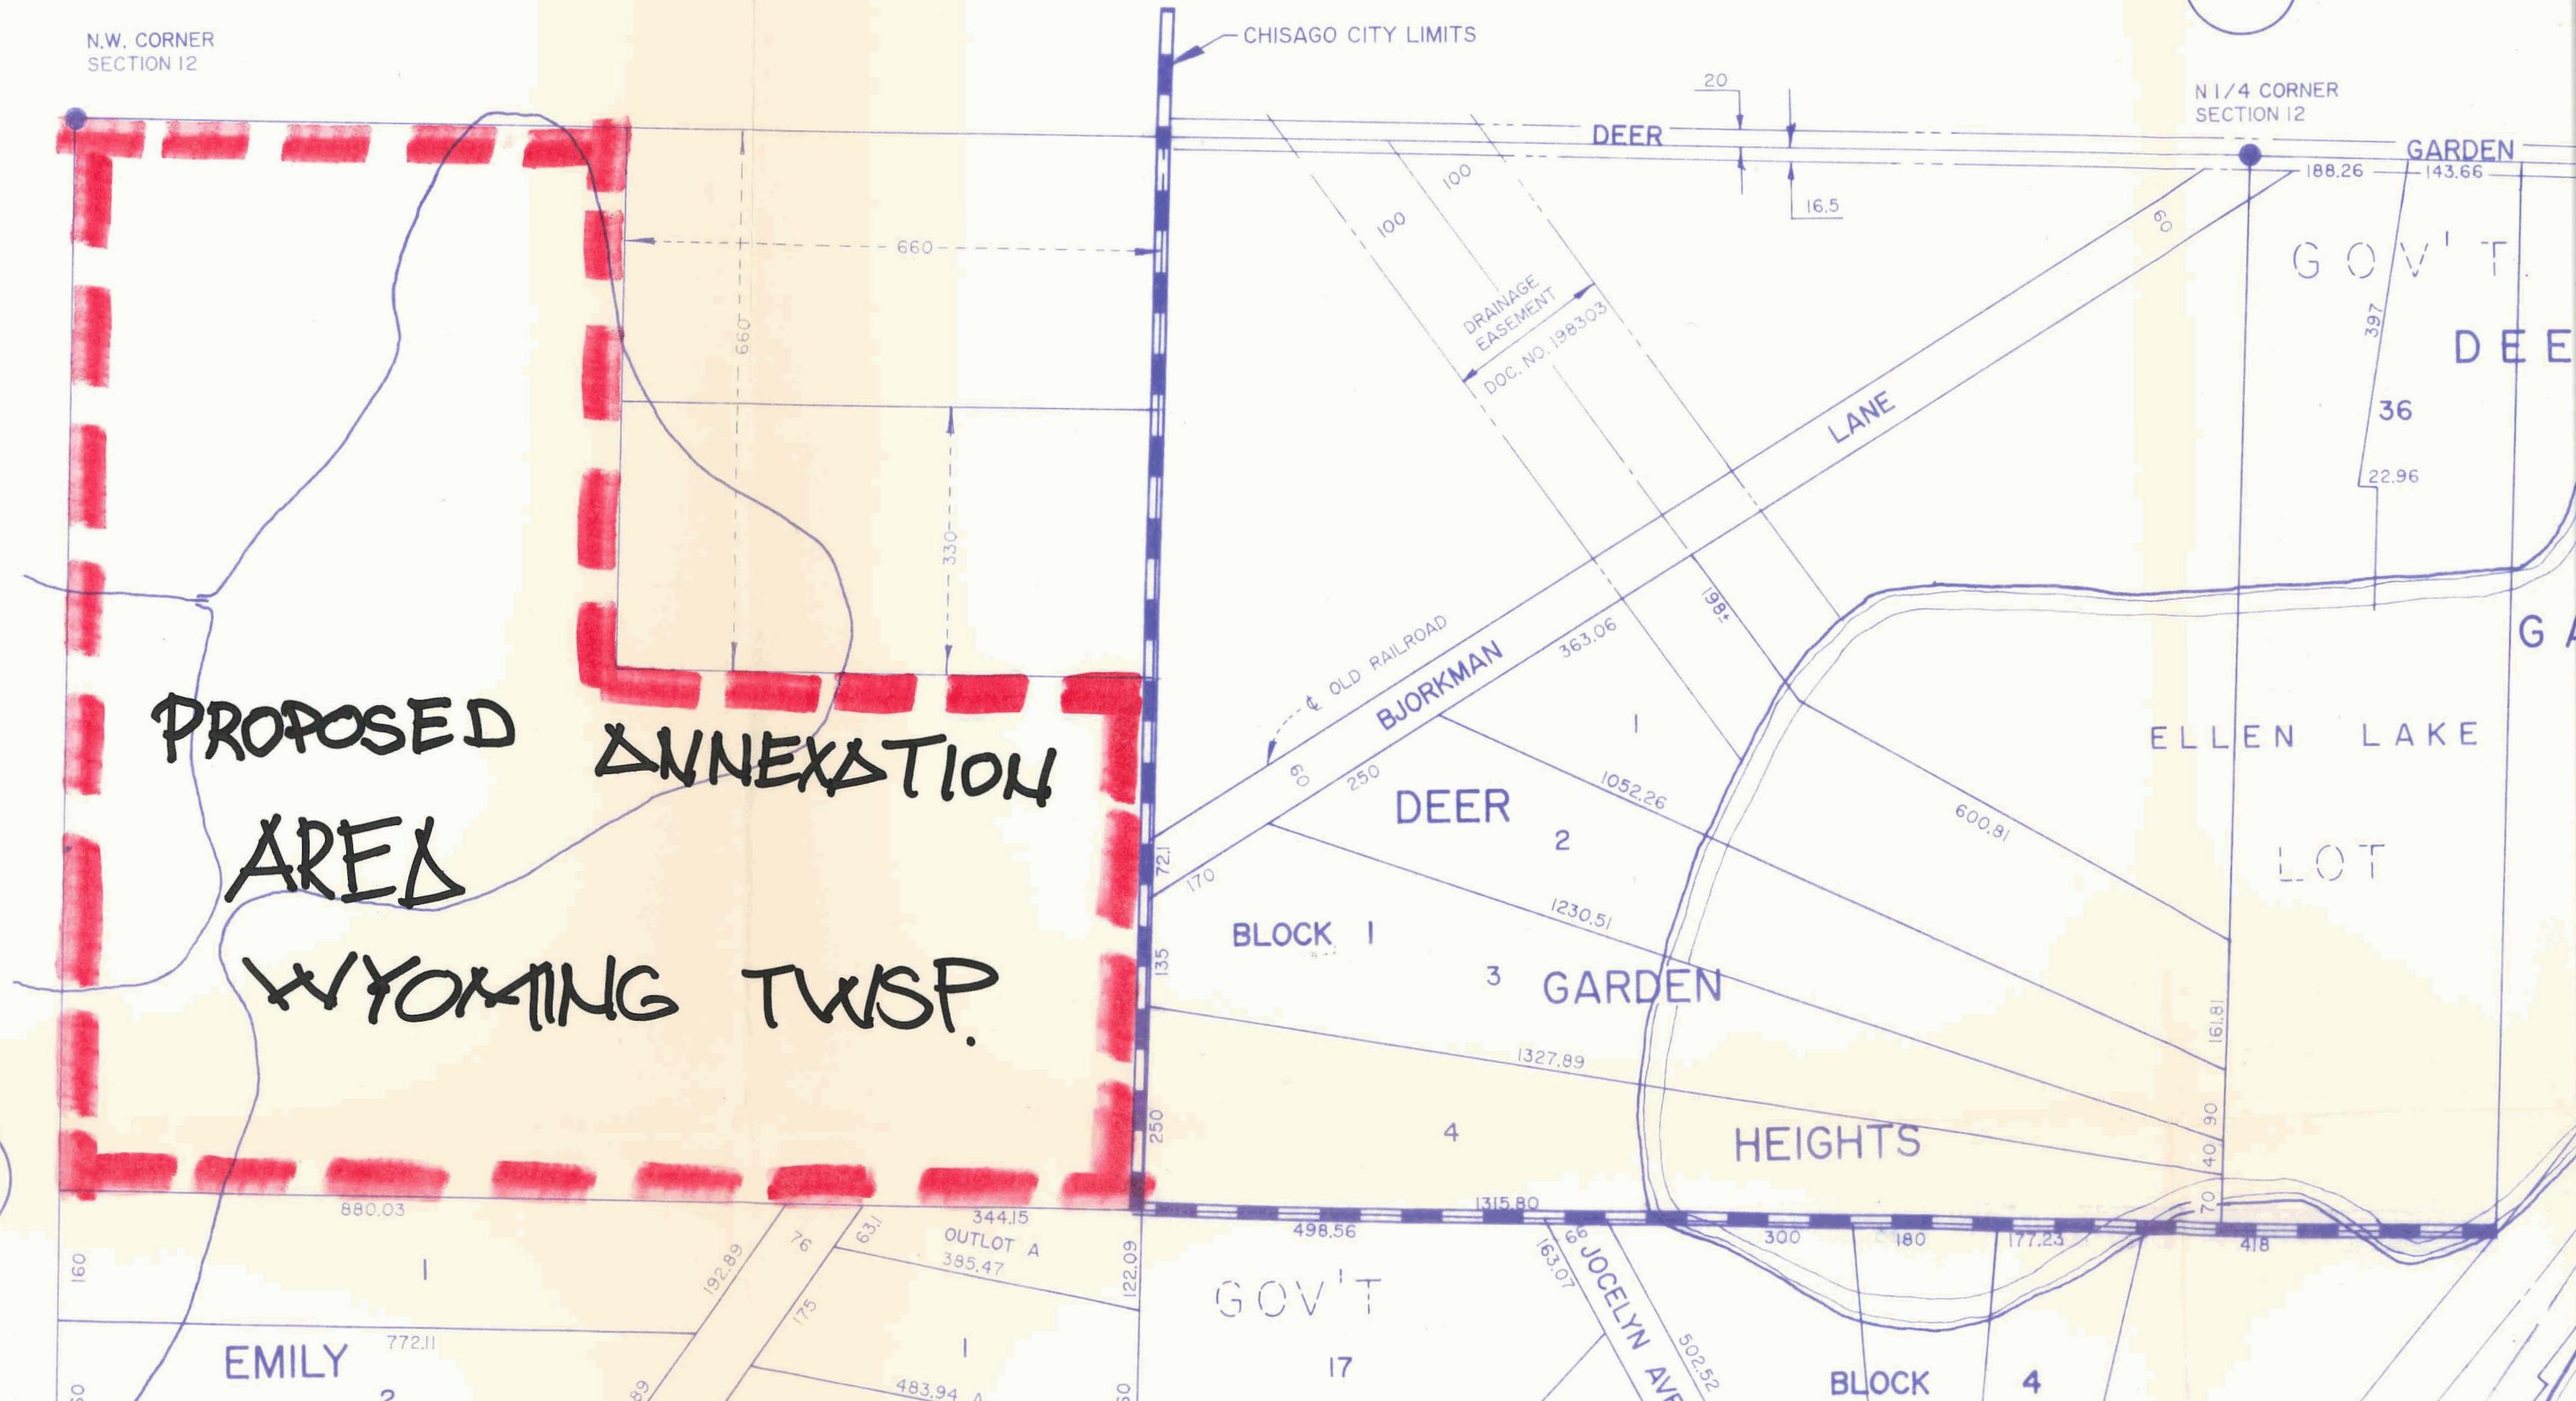 N.W. CORNER
SECTION 12
CHISAGO CITY LIMITS
20
N 1/4 CORNER
SECTION 12
DEER
GARDEN
188.26
143.66
16.5
100
100
60
660
660
330
DRAINAGE
EASEMENT
DOC. NO. 198303
GOV'T.
397
DEE
36
22.96
LANE
198±
363.06
℄ OLD RAILROAD
BJORKMAN
GA
PROPOSED ANNEXATION
AREA
WYOMING TWSP.
1
60
250
1052.26
DEER
2
600.81
ELLEN LAKE
LOT
72.1
170
1230.51
BLOCK 1
135
3
GARDEN
161.81
1327.89
250
4
HEIGHTS
90
40
70
880.03
344.15
1315.80
498.56
66
300
180
177.23
418
76
63.1
OUTLOT A
385.47
160
1
192.89
175
122.09
163.07
JOCELYN AVE
502.52
GOV'T
17
772.11
EMILY
2
1
483.94
89
BLOCK 4